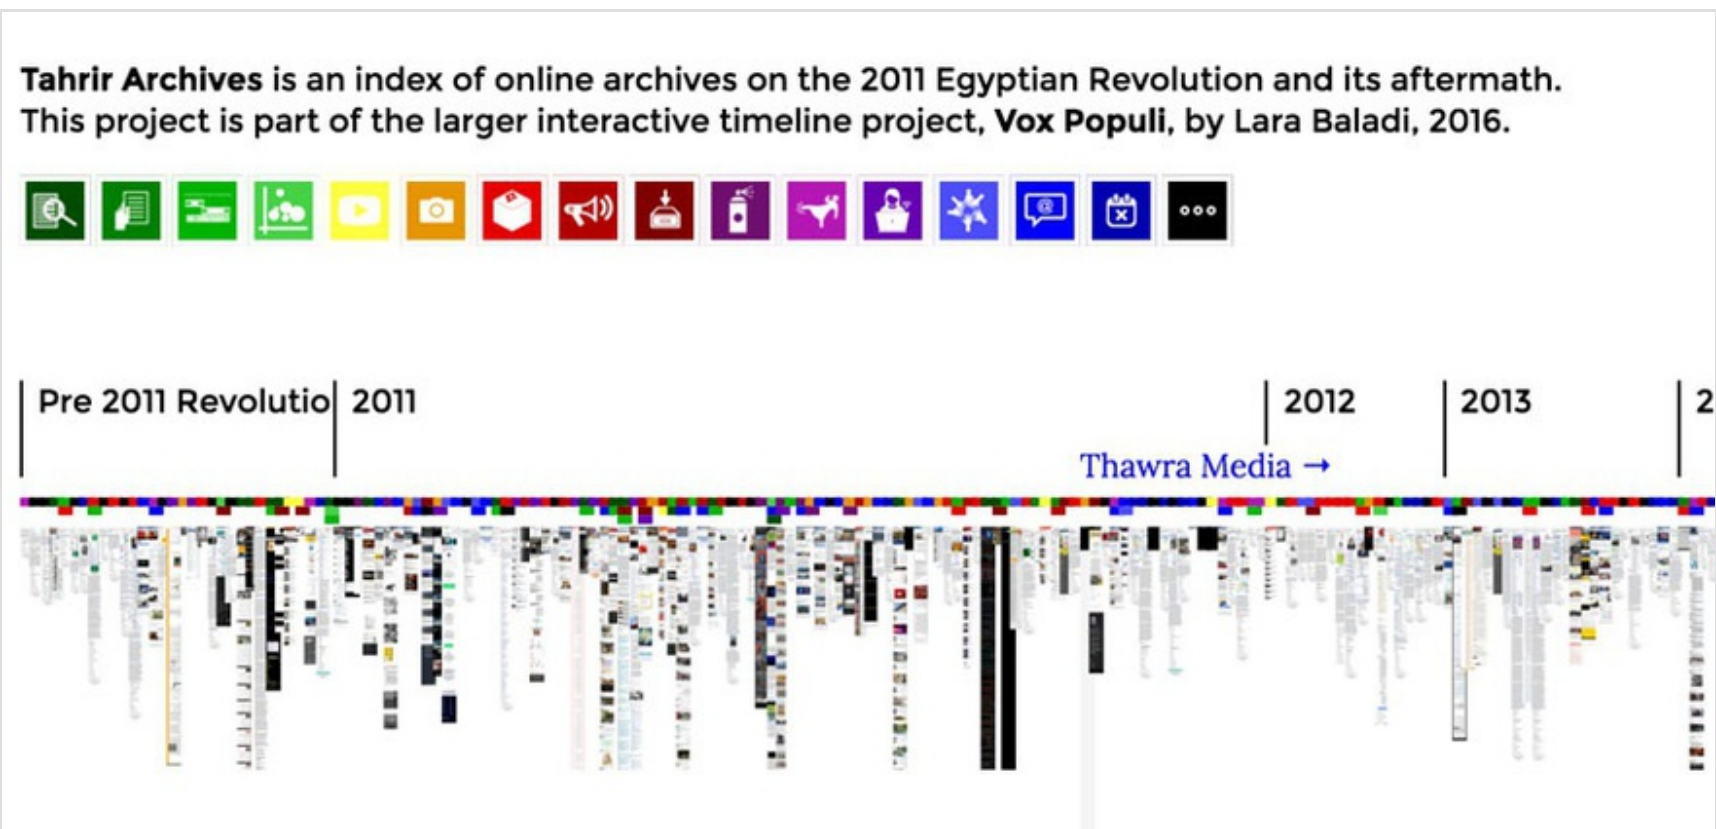 Tahrir Archives is an index of online archives on the 2011 Egyptian Revolution and its aftermath.
This project is part of the larger interactive timeline project, Vox Populi, by Lara Baladi, 2016.
Pre 2011 Revolutio
2011
2012
2013
2
Thawra Media →